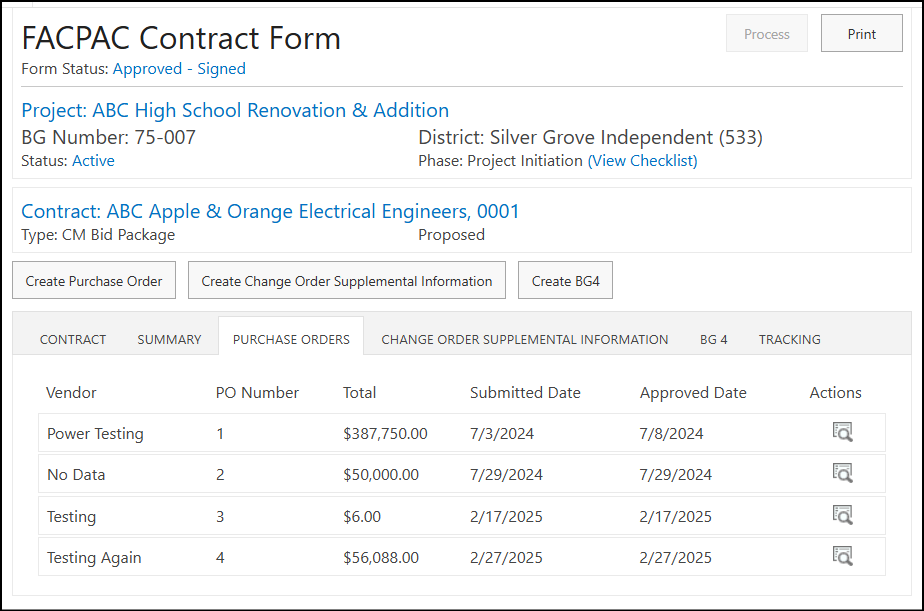 FACPAC Contract Form
Process
Print
Form Status: Approved - Signed
Project: ABC High School Renovation & Addition
BG Number: 75-007
District: Silver Grove Independent (533)
Status: Active
Phase: Project Initiation (View Checklist)
Contract: ABC Apple & Orange Electrical Engineers, 0001
Type: CM Bid Package
Proposed
Create Purchase Order
Create Change Order Supplemental Information
Create BG4
CONTRACT SUMMARY PURCHASE ORDERS CHANGE ORDER SUPPLEMENTAL INFORMATION BG 4 TRACKING
Vendor PO Number Total Submitted Date Approved Date Actions
Power Testing 1 $387,750.00 7/3/2024 7/8/2024
No Data 2 $50,000.00 7/29/2024 7/29/2024
Testing 3 $6.00 2/17/2025 2/17/2025
Testing Again 4 $56,088.00 2/27/2025 2/27/2025